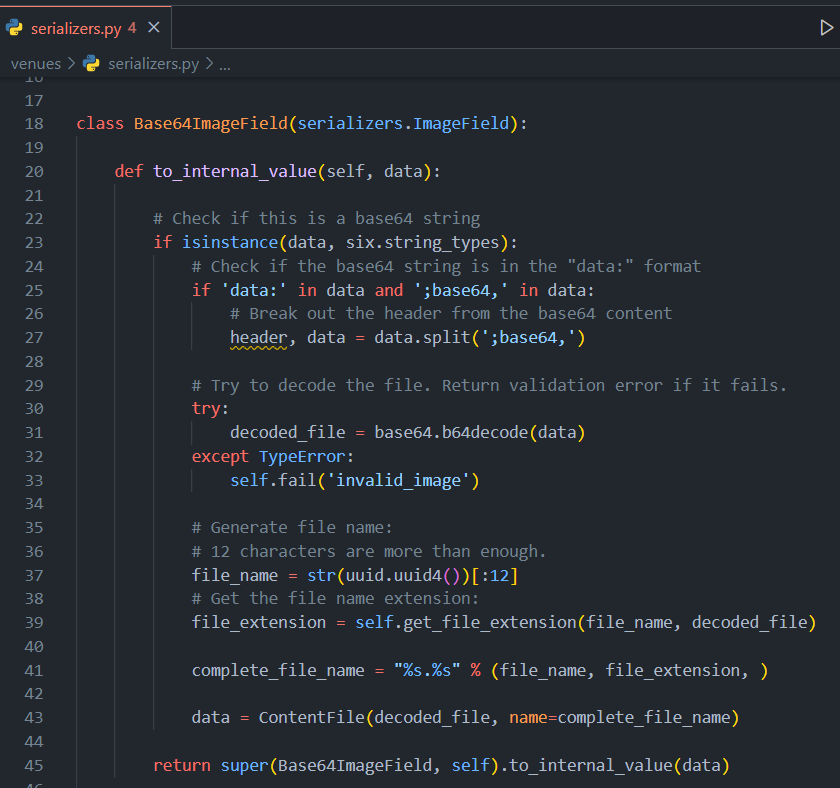 serializers.py 4
venues > serializers.py > ...
16
17
18 class Base64ImageField(serializers.ImageField):
19
20     def to_internal_value(self, data):
21
22         # Check if this is a base64 string
23         if isinstance(data, six.string_types):
24             # Check if the base64 string is in the "data:" format
25             if 'data:' in data and ';base64,' in data:
26                 # Break out the header from the base64 content
27                 header, data = data.split(';base64,')
28
29             # Try to decode the file. Return validation error if it fails.
30             try:
31                 decoded_file = base64.b64decode(data)
32             except TypeError:
33                 self.fail('invalid_image')
34
35             # Generate file name:
36             # 12 characters are more than enough.
37             file_name = str(uuid.uuid4())[:12]
38             # Get the file name extension:
39             file_extension = self.get_file_extension(file_name, decoded_file)
40
41             complete_file_name = "%s.%s" % (file_name, file_extension, )
42
43             data = ContentFile(decoded_file, name=complete_file_name)
44
45         return super(Base64ImageField, self).to_internal_value(data)